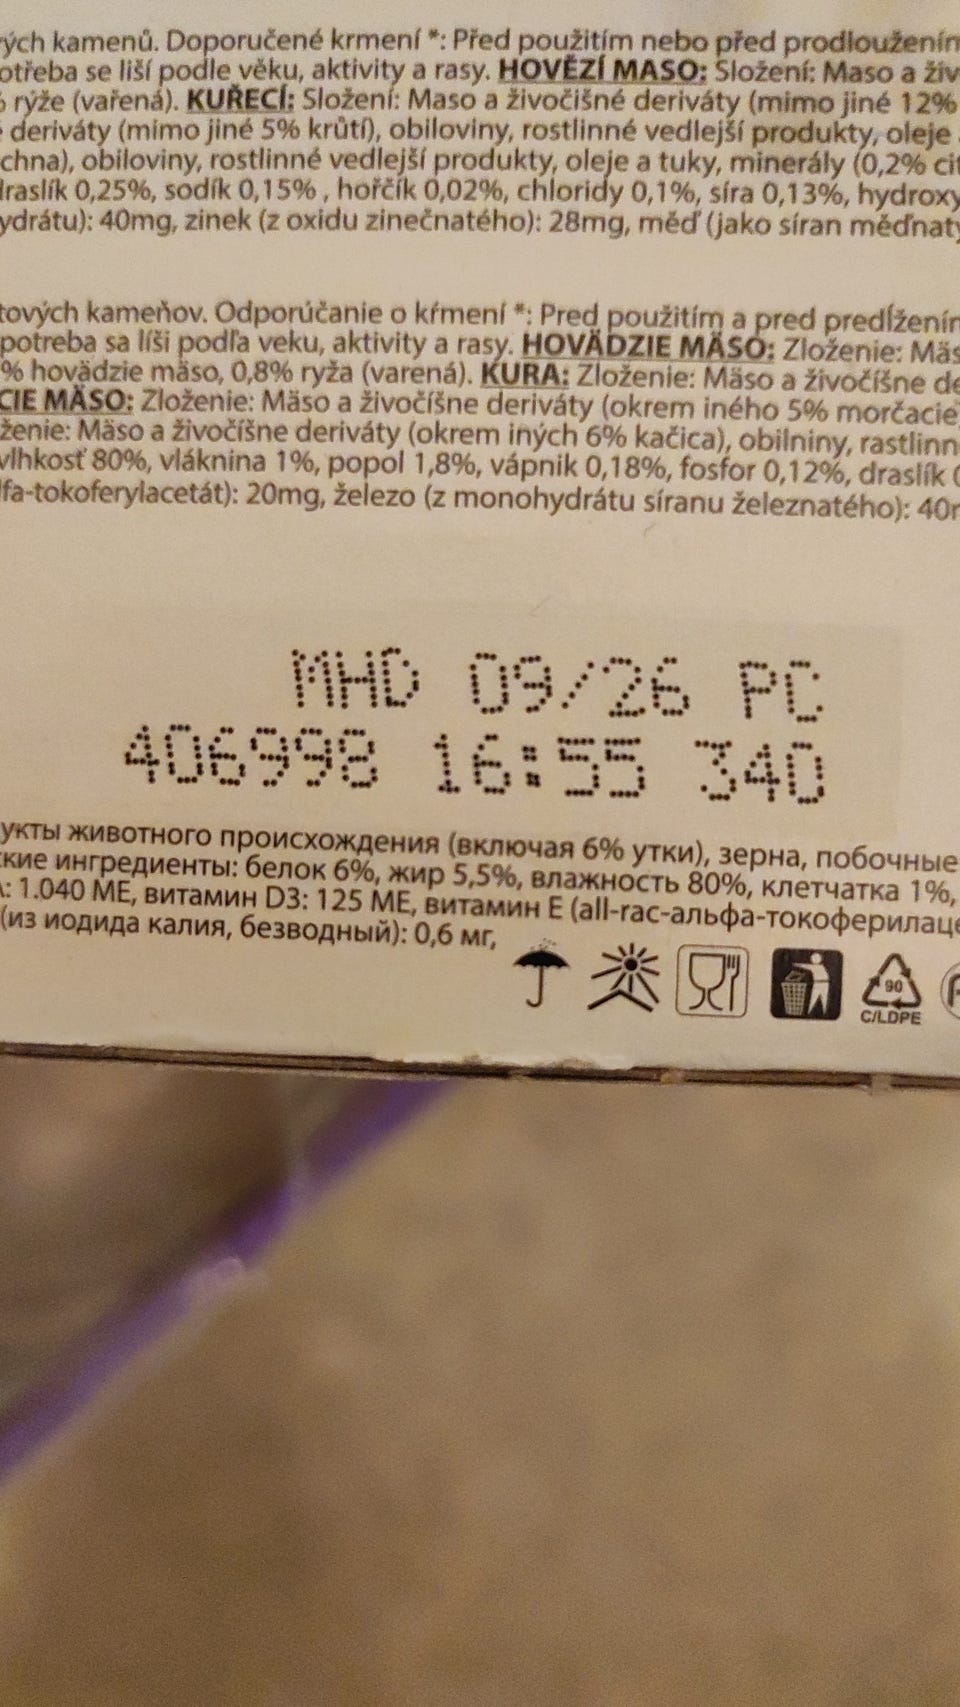 ých kamenů. Doporučené krmení *: Před použitím nebo před prodloužením
otřeba se liší podle věku, aktivity a rasy. HOVĚZÍ MASO: Složení: Maso a živ
rýže (vařená). KUŘECÍ: Složení: Maso a živočišné deriváty (mimo jiné 12%
deriváty (mimo jiné 5% krůtí), obiloviny, rostlinné vedlejší produkty, oleje
chna), obiloviny, rostlinné vedlejší produkty, oleje a tuky, minerály (0,2% cit
draslík 0,25%, sodík 0,15% , hořčík 0,02%, chloridy 0,1%, síra 0,13%, hydroxy
ydrátu): 40mg, zinek (z oxidu zinečnatého): 28mg, měď (jako síran měďnaty
tových kameňov. Odporúčanie o kŕmení *: Pred použitím a pred predĺžením
potreba sa líši podľa veku, aktivity a rasy. HOVÄDZIE MÄSO: Zloženie: Mäs
% hovädzie mäso, 0,8% ryža (varená). KURA: Zloženie: Mäso a živočíšne de
CIE MÄSO: Zloženie: Mäso a živočíšne deriváty (okrem iného 5% morčacie)
ženie: Mäso a živočíšne deriváty (okrem iných 6% kačica), obilniny, rastlinn
vlhkosť 80%, vláknina 1%, popol 1,8%, vápnik 0,18%, fosfor 0,12%, draslík 0
lfa-tokoferylacetát): 20mg, železo (z monohydrátu síranu železnatého): 40m
MHD 09/26 PC
406998 16:55 340
укты животного происхождения (включая 6% утки), зерна, побочные
кие ингредиенты: белок 6%, жир 5,5%, влажность 80%, клетчатка 1%,
: 1.040 МЕ, витамин D3: 125 МЕ, витамин Е (all-rac-альфа-токоферилаце
(из иодида калия, безводный): 0,6 мг,
90
C/LDPE